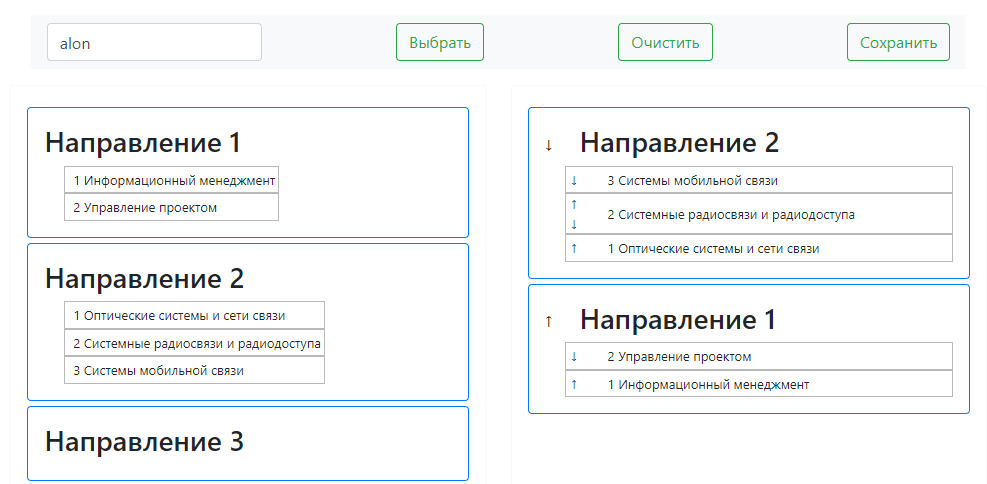 alon
Выбрать
Очистить
Сохранить
Направление 1
1 Информационный менеджмент
2 Управление проектом
Направление 2
1 Оптические системы и сети связи
2 Системные радиосвязи и радиодоступа
3 Системы мобильной связи
Направление 3
↓ Направление 2
↓ 3 Системы мобильной связи
↑
↓ 2 Системные радиосвязи и радиодоступа
↑ 1 Оптические системы и сети связи
↑ Направление 1
↓ 2 Управление проектом
↑ 1 Информационный менеджмент